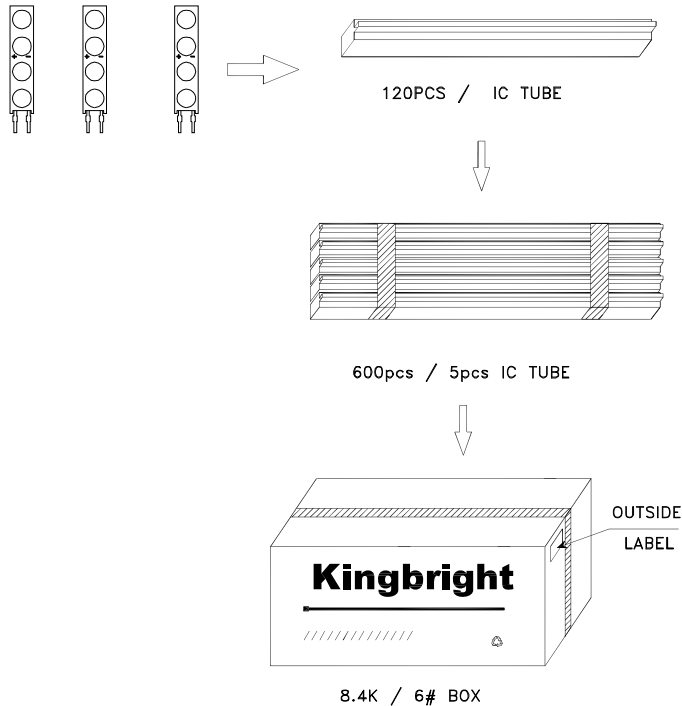 + -
+ -
+ -
120PCS / IC TUBE
600pcs / 5pcs IC TUBE
OUTSIDE
LABEL
Kingbright
8.4K / 6# BOX